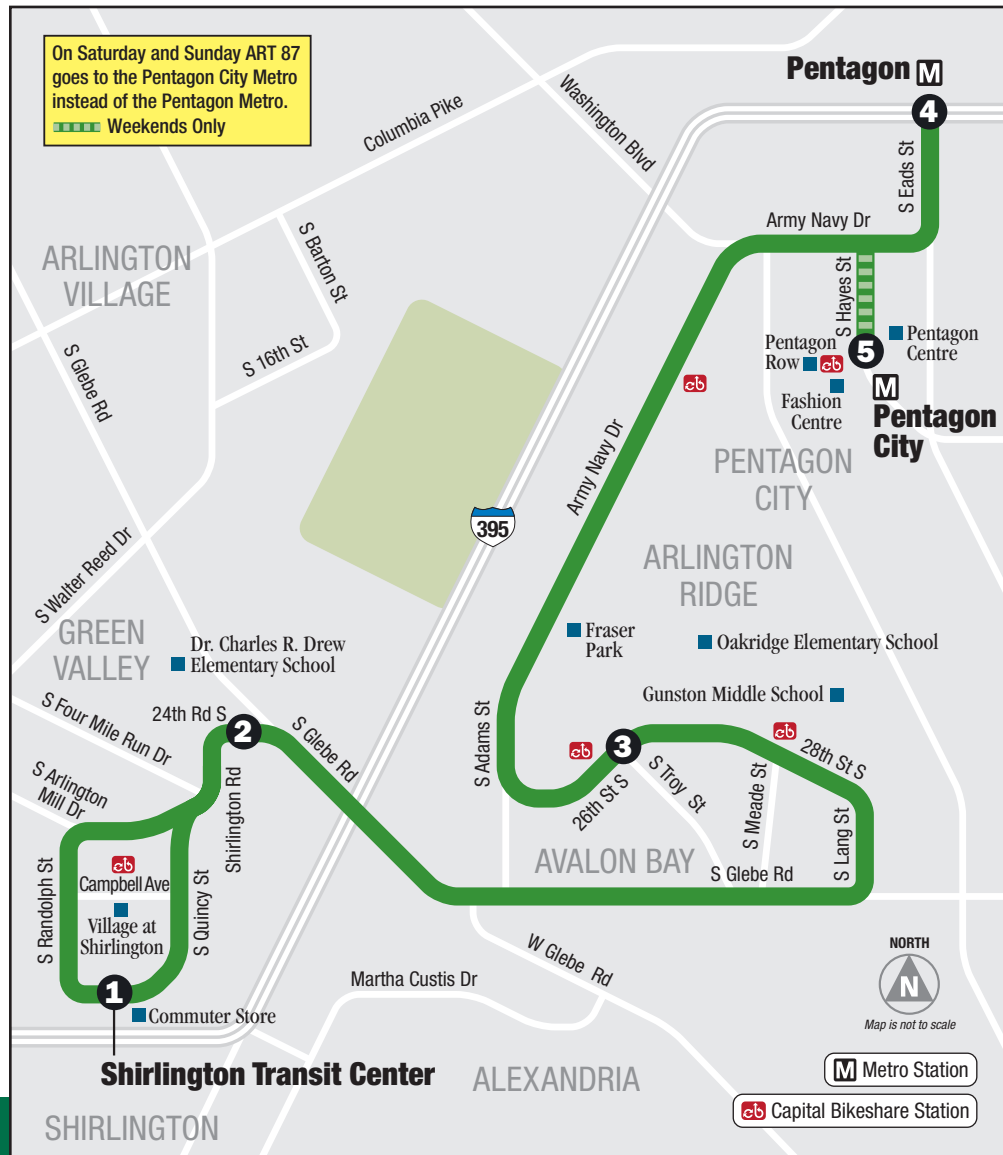 On Saturday and Sunday ART 87
goes to the Pentagon City Metro
instead of the Pentagon Metro.
Weekends Only
Pentagon M
4
Columbia Pike
Washington Blvd
S Eads St
Army Navy Dr
ARLINGTON
VILLAGE
S Barton St
S Hayes St
S 16th St
S Glebe Rd
5
Pentagon
Centre
Pentagon
Row
cb
Fashion
Centre
M
Pentagon
City
cb
Army Navy Dr
PENTAGON
CITY
395
S Walter Reed Dr
ARLINGTON
RIDGE
GREEN
VALLEY
Dr. Charles R. Drew
Elementary School
Fraser
Park
Oakridge Elementary School
Gunston Middle School
24th Rd S
2
S Glebe Rd
S Four Mile Run Dr
S Adams St
cb
3
cb
28th St S
26th St S
S Troy St
S Meade St
S Arlington
Mill Dr
Shirlington Rd
S Lang St
AVALON BAY
S Glebe Rd
cb
Campbell Ave
S Randolph St
S Quincy St
Village at
Shirlington
W Glebe Rd
NORTH
N
Map is not to scale
Martha Custis Dr
1
Commuter Store
Shirlington Transit Center
ALEXANDRIA
M Metro Station
cb Capital Bikeshare Station
SHIRLINGTON